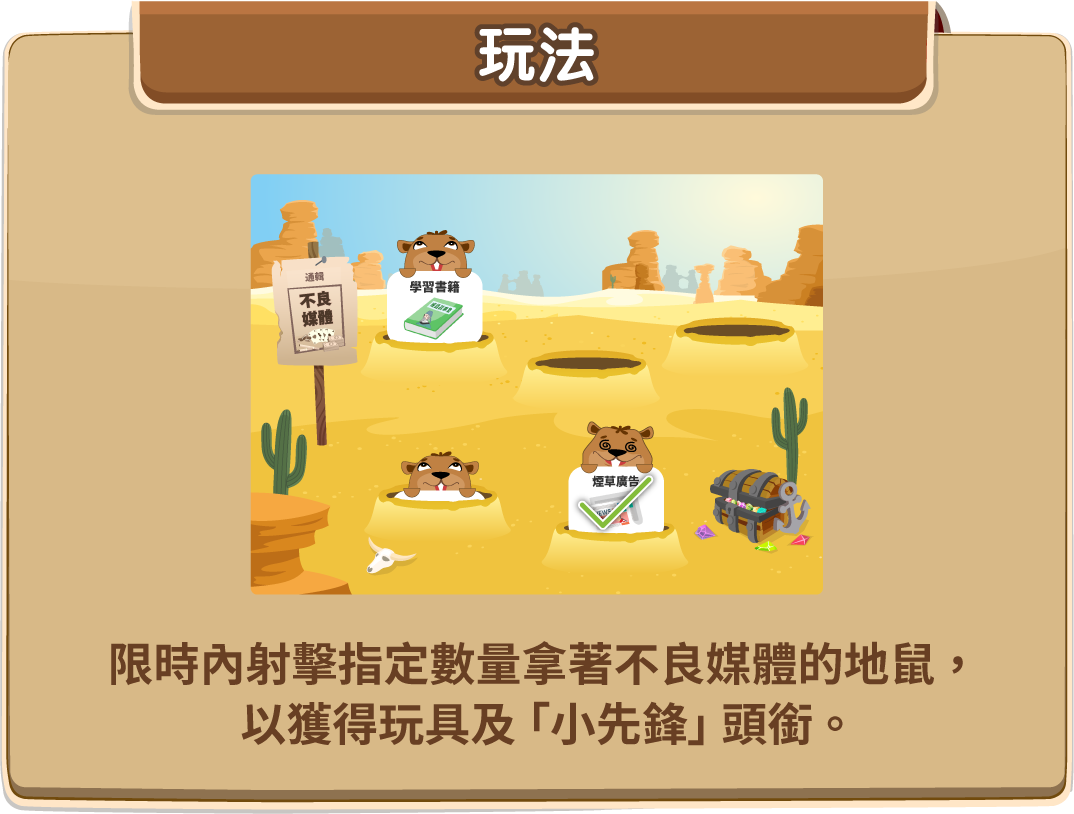 玩法
通緝
不良
媒體
學習書籍
煙草廣告
限時內射擊指定數量拿著不良媒體的地鼠，
以獲得玩具及「小先鋒」頭銜。